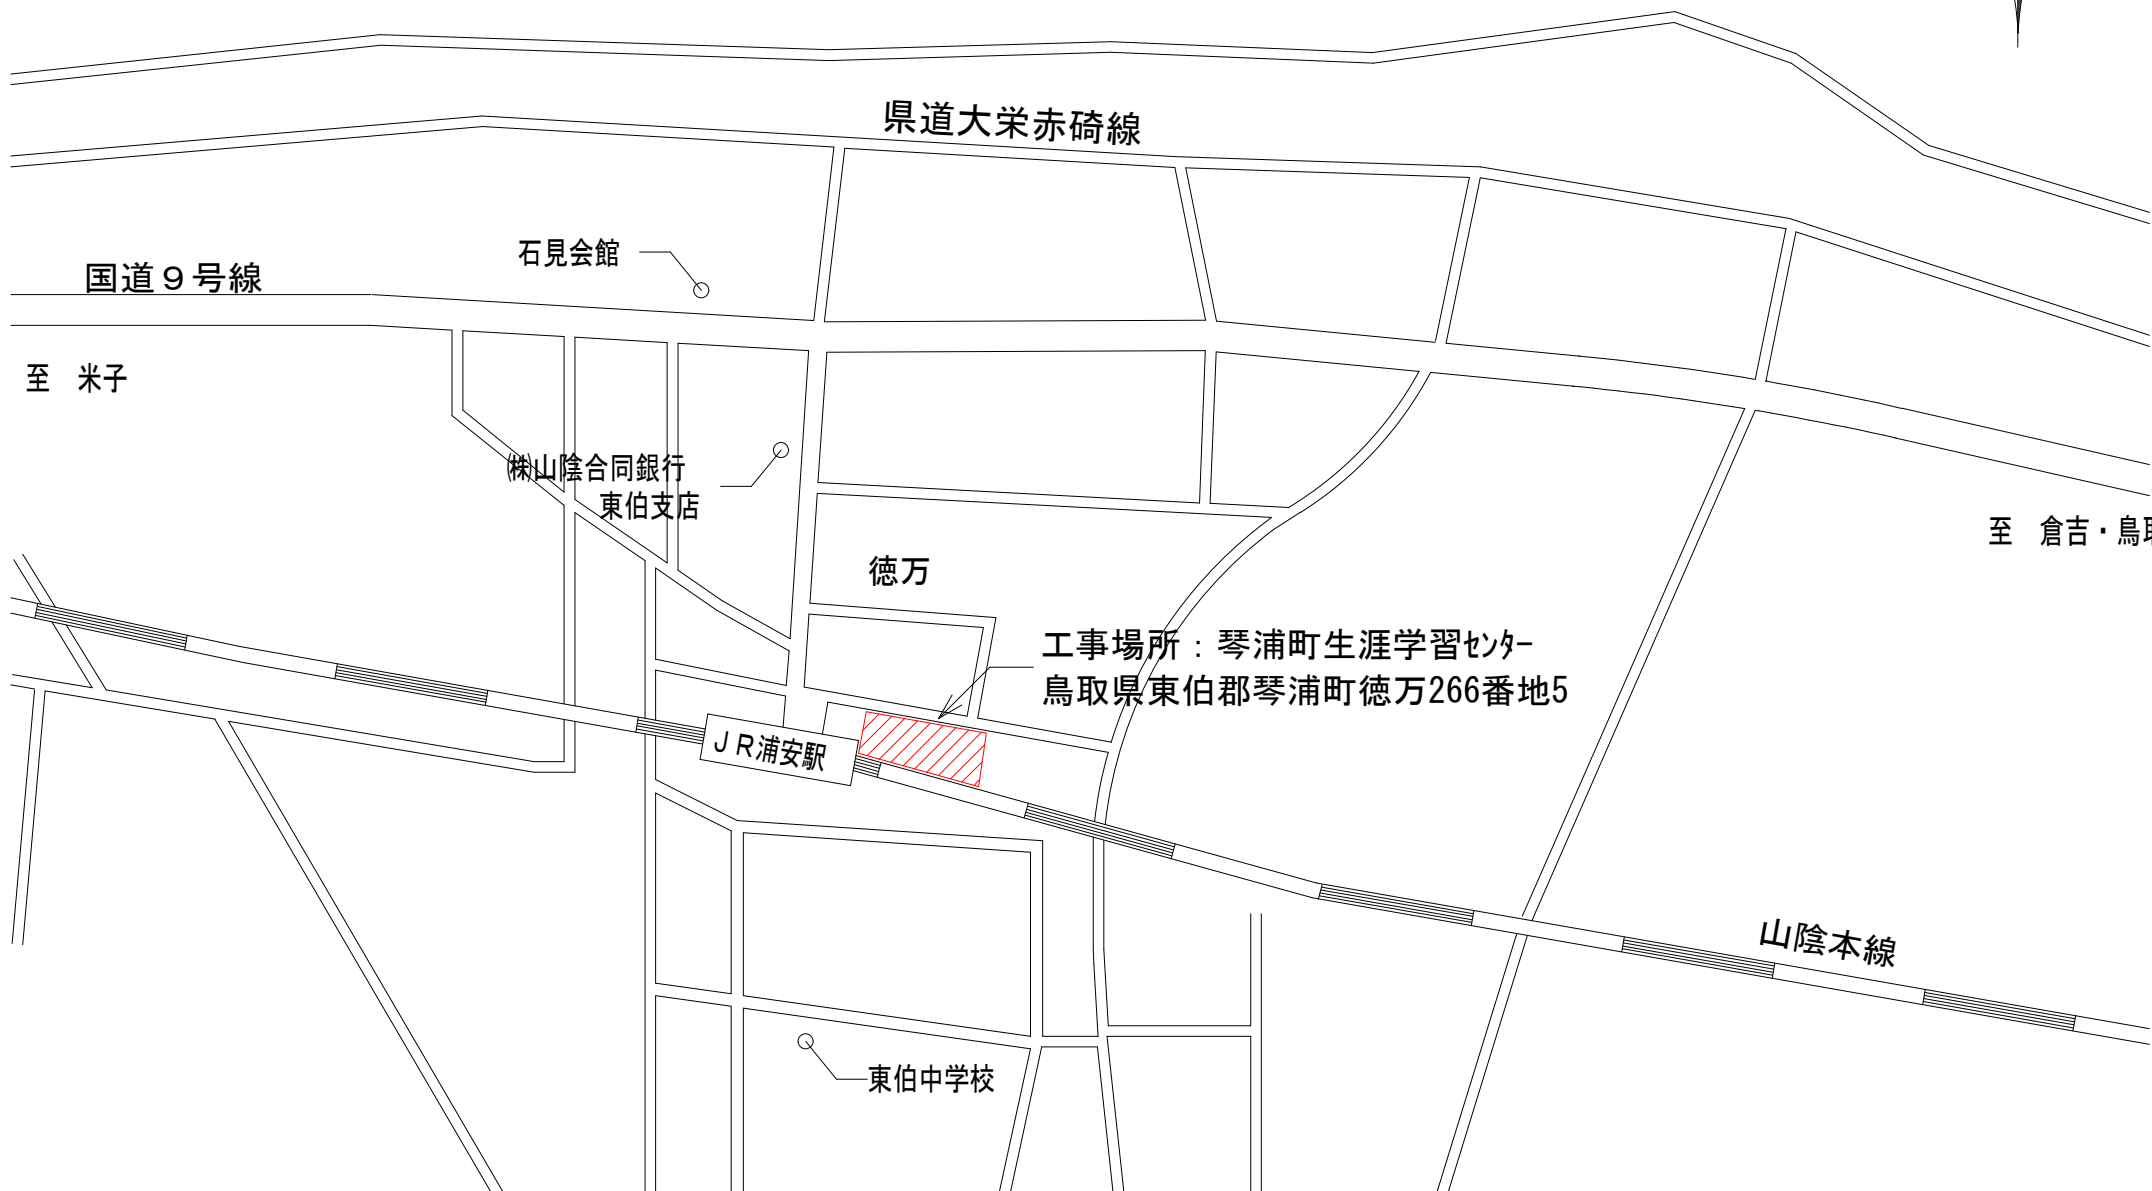 県道大栄赤碕線
石見会館
国道９号線
至　米子
㈱山陰合同銀行
東伯支店
至　倉吉・鳥取
徳万
工事場所：琴浦町生涯学習ｾﾝﾀｰ
鳥取県東伯郡琴浦町徳万266番地5
ＪＲ浦安駅
山陰本線
東伯中学校